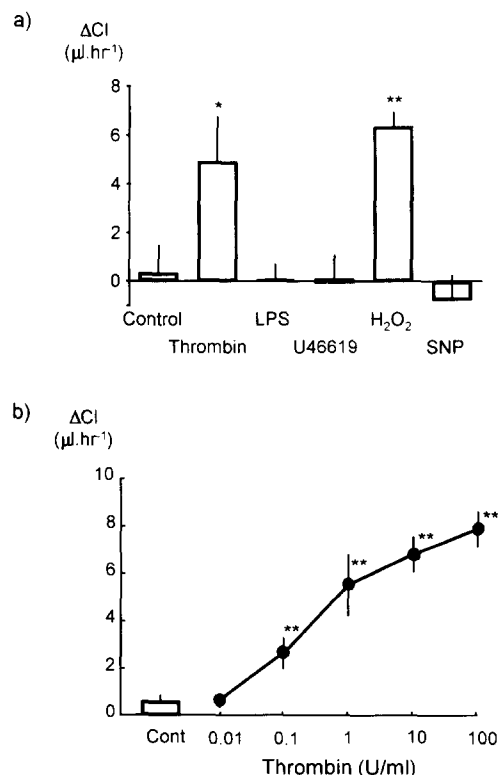 a)
ΔCl
(μl.hr⁻¹)
8
6
4
2
0
* **
Control LPS H₂O₂
Thrombin U46619 SNP
b)
ΔCl
(μl.hr⁻¹)
10
8
6
4
2
0
** ** ** **
Cont 0.01 0.1 1 10 100
Thrombin (U/ml)